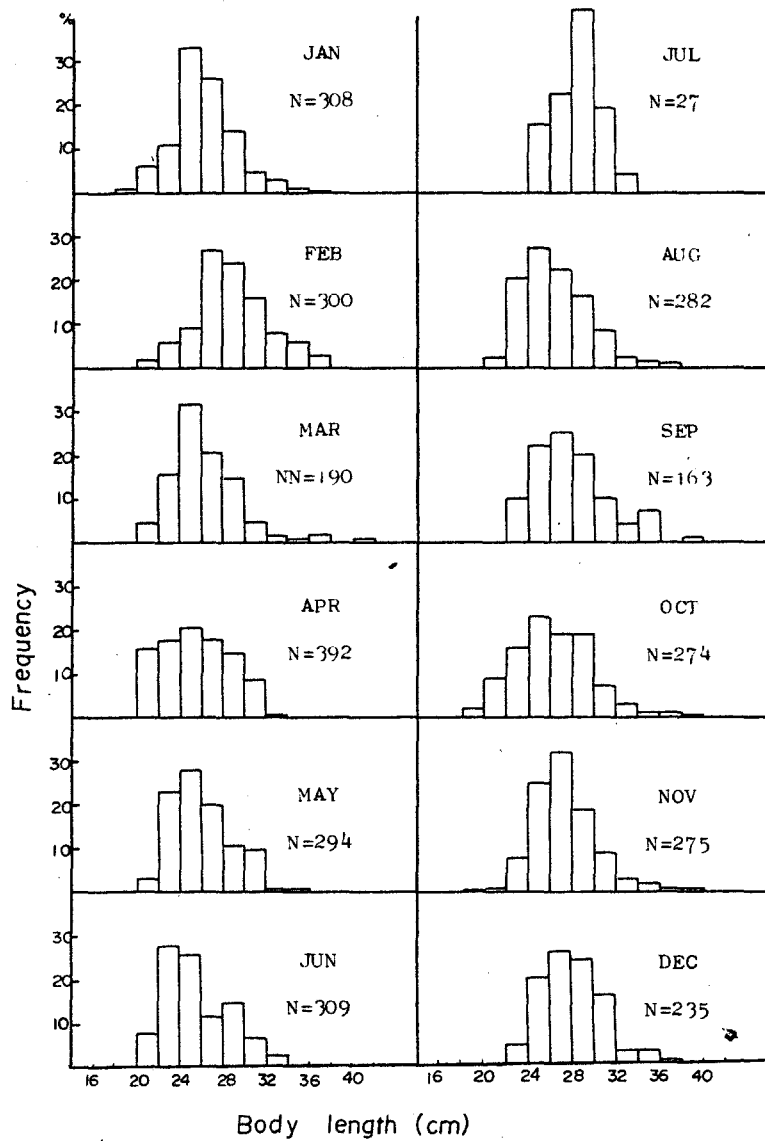 %
30
20
10
JAN
N=308
JUL
N=27
30
20
10
FEB
N=300
AUG
N=282
30
20
10
MAR
NN=190
SEP
N=163
30
20
10
APR
N=392
OCT
N=274
30
20
10
MAY
N=294
NOV
N=275
30
20
10
JUN
N=309
DEC
N=235
Frequency
16 20 24 28 32 36 40 16 20 24 28 32 36 40
Body length (cm)